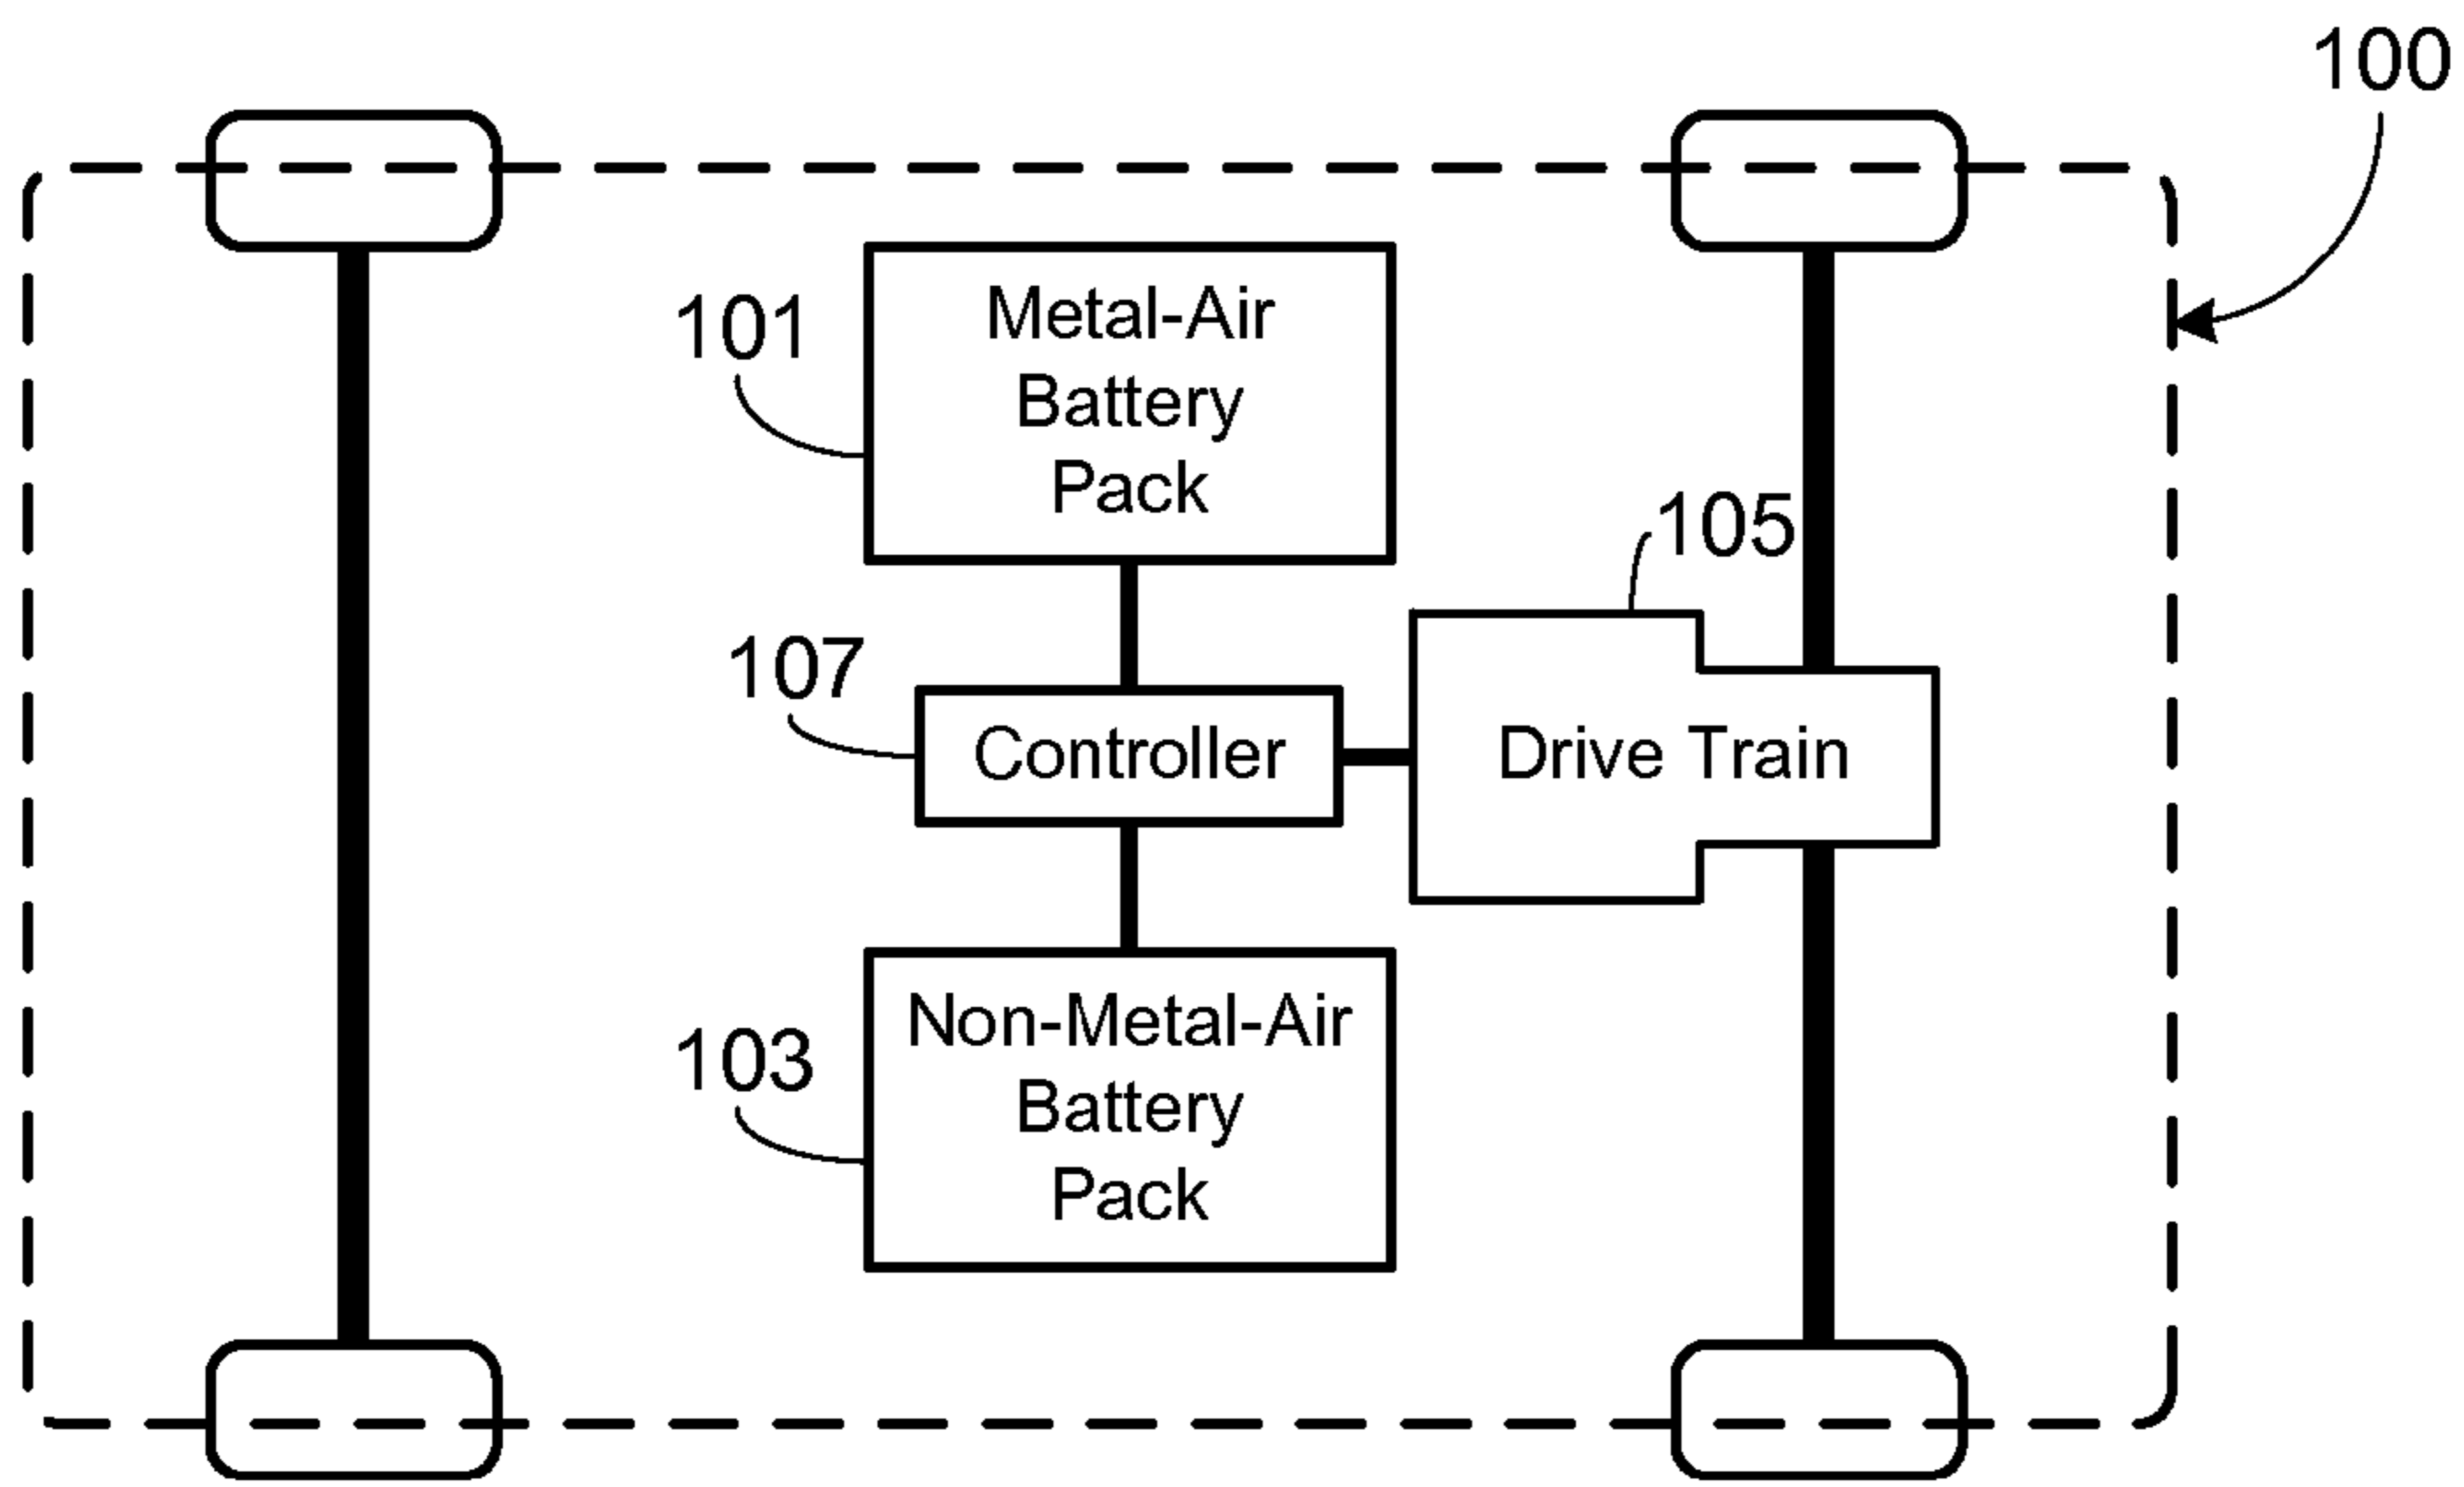 100
101
Metal-Air
Battery
Pack
105
107
Controller
Drive Train
103
Non-Metal-Air
Battery
Pack